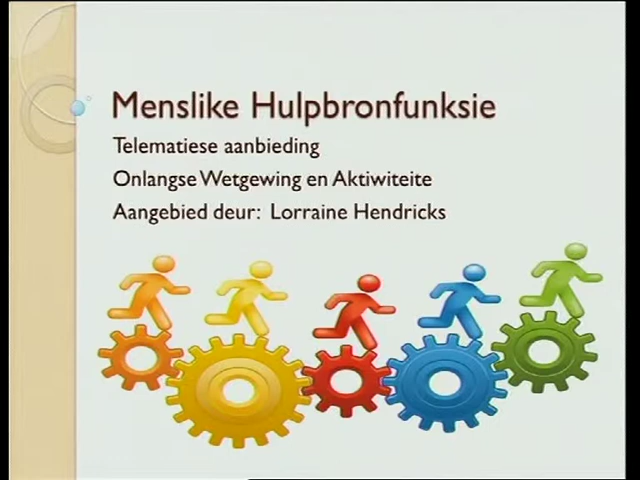 Menslike Hulpbronfunksie
Telematiese aanbieding
Onlangse Wetgewing en Aktiwiteite
Aangebied deur: Lorraine Hendricks